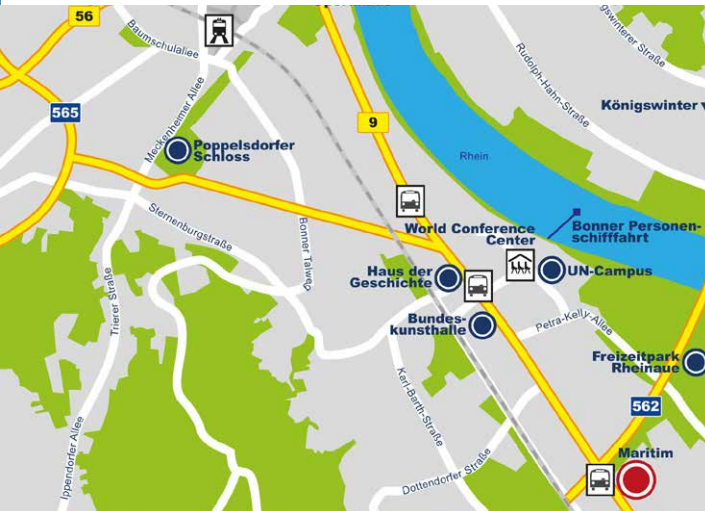 56
Baumschulallee
Rudolph-Hahn-Straße
565
9
Königswinter
Meckenheimer Allee
Poppelsdorfer
Schloss
Rhein
Sternenburgstraße
Bonner Talweg
World Conference
Center
Bonner Personen-
schifffahrt
Haus der
Geschichte
UN-Campus
Trierer Straße
Bundes-
kunsthalle
Petra-Kelly-Allee
Freizeitpark
Rheinaue
Karl-Barth-Straße
562
Ippendorfer Allee
Dottendorfer Straße
Maritim